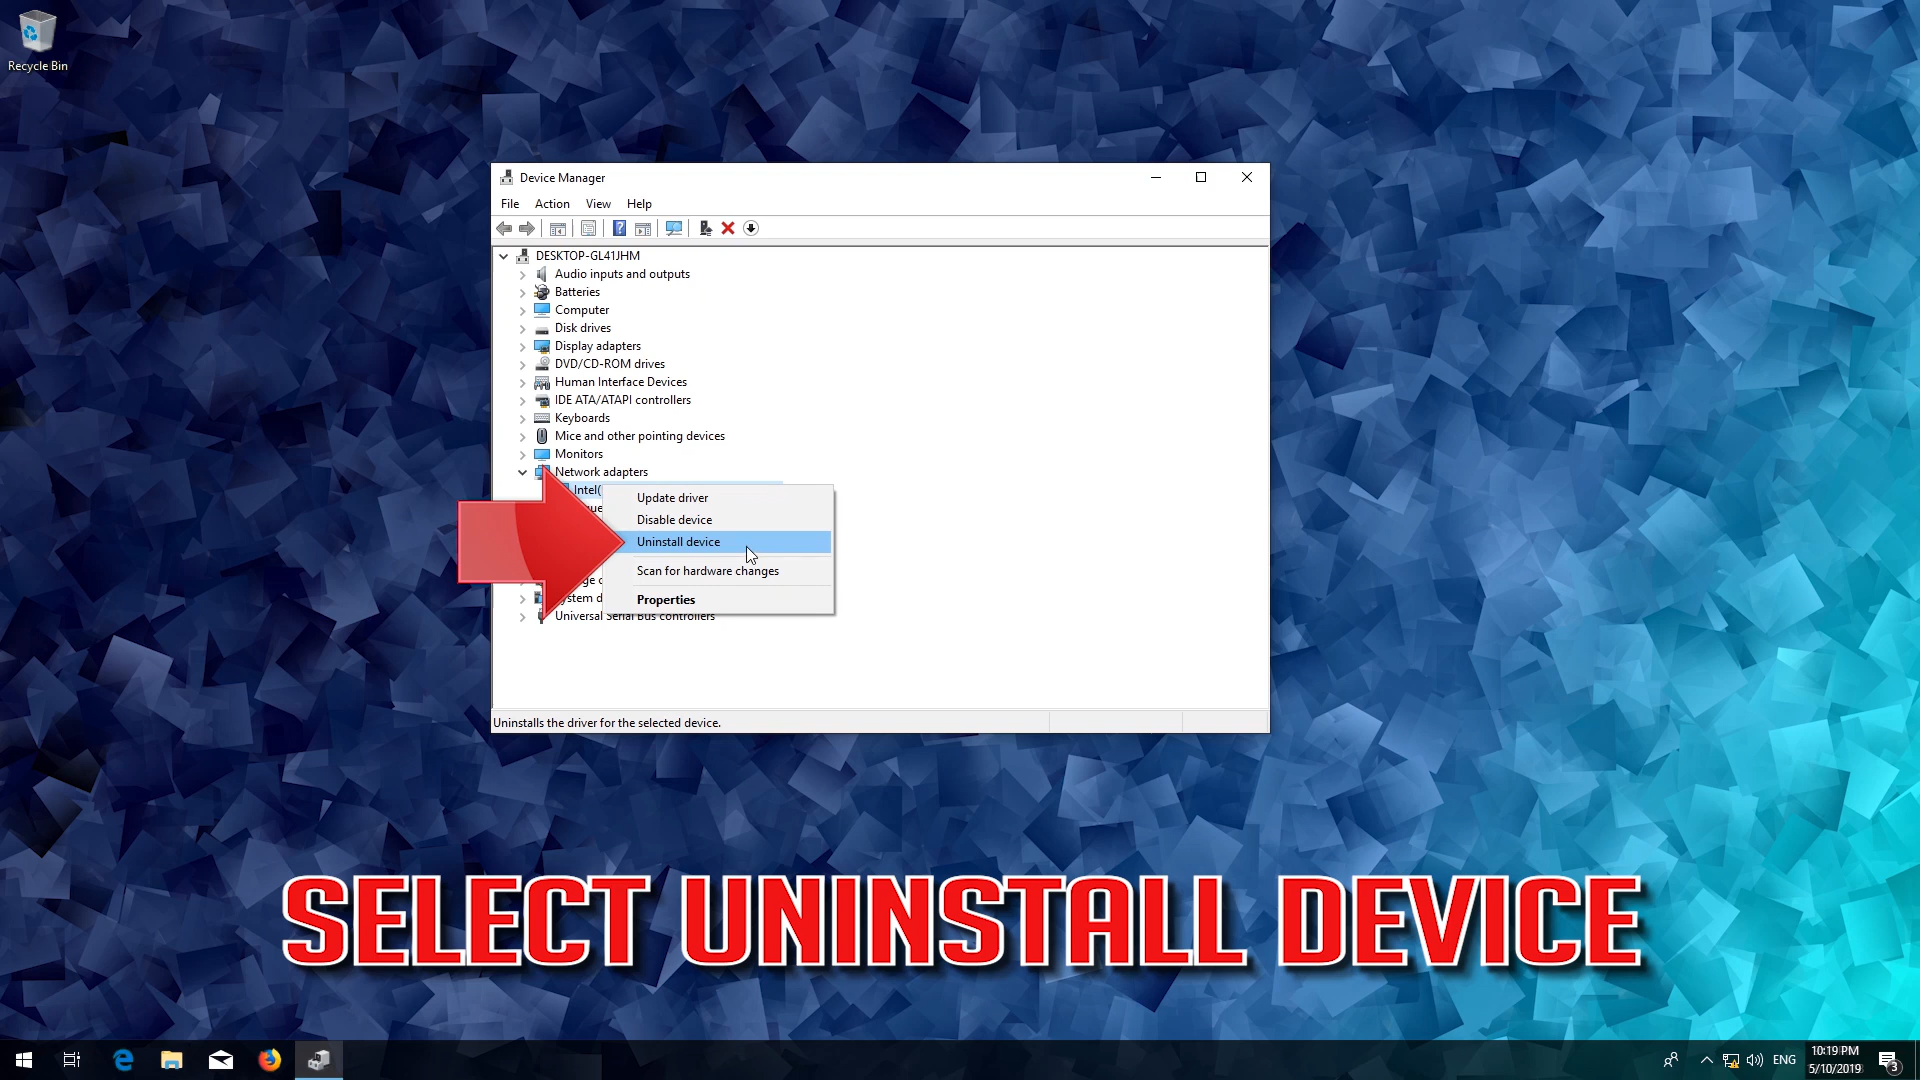 Recycle Bin
Device Manager
File Action View Help
DESKTOP-GL41JHM
Audio inputs and outputs
Batteries
Computer
Disk drives
Display adapters
DVD/CD-ROM drives
Human Interface Devices
IDE ATA/ATAPI controllers
Keyboards
Mice and other pointing devices
Monitors
Network adapters
Intel(
Update driver
Disable device
Uninstall device
Scan for hardware changes
Properties
Universal Serial Bus controllers
Uninstalls the driver for the selected device.
SELECT UNINSTALL DEVICE
ENG
10:19 PM
5/10/2019
3